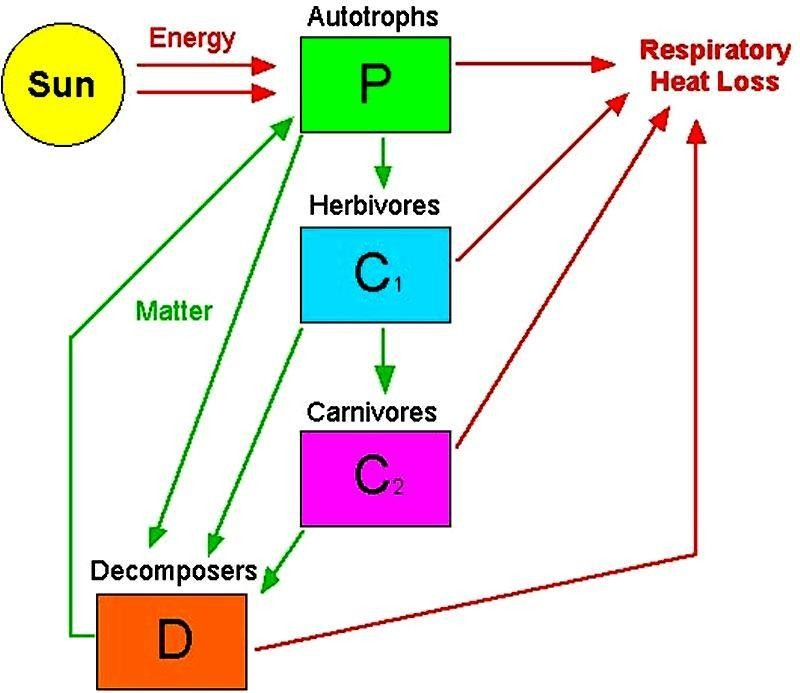 Autotrophs
Energy
Sun
P
Respiratory
Heat Loss
Herbivores
C1
Matter
Carnivores
C2
Decomposers
D